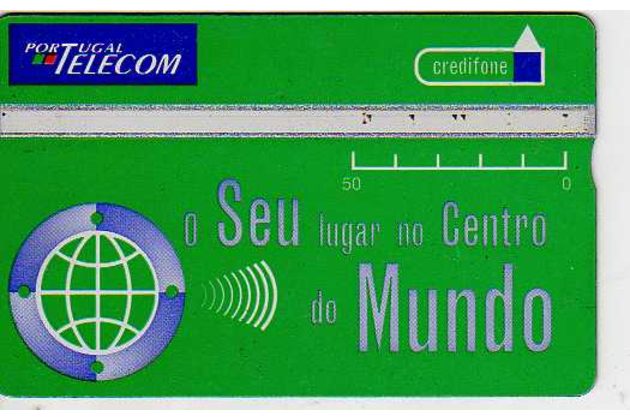 PORTUGAL
TELECOM
credifone
50 0
O Seu lugar no Centro
do Mundo